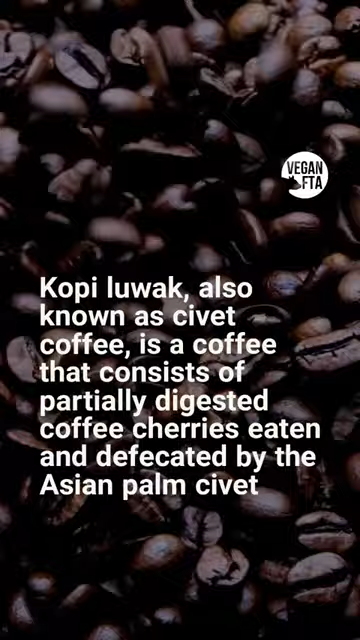 VEGAN
FTA
Kopi luwak, also
known as civet
coffee, is a coffee
that consists of
partially digested
coffee cherries eaten
and defecated by the
Asian palm civet